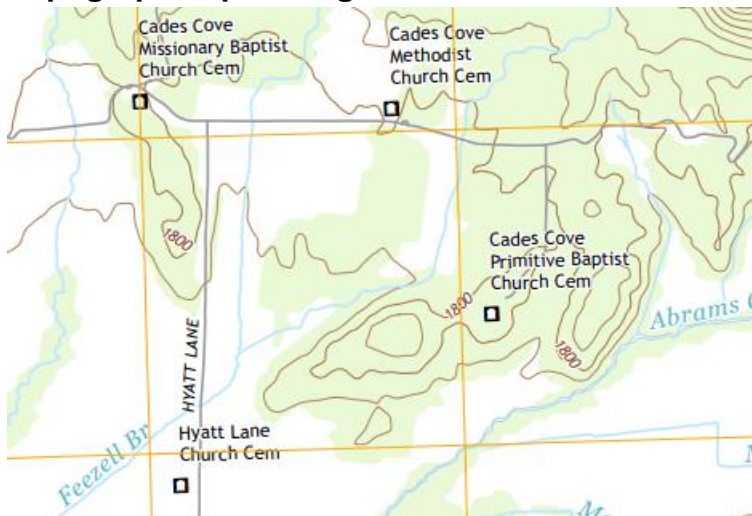 Cades Cove
Missionary Baptist
Church Cem
Cades Cove
Methodist
Church Cem
1800
Cades Cove
Primitive Baptist
Church Cem
1800
Abrams
1800
HYATT LANE
Feezell Br
Hyatt Lane
Church Cem